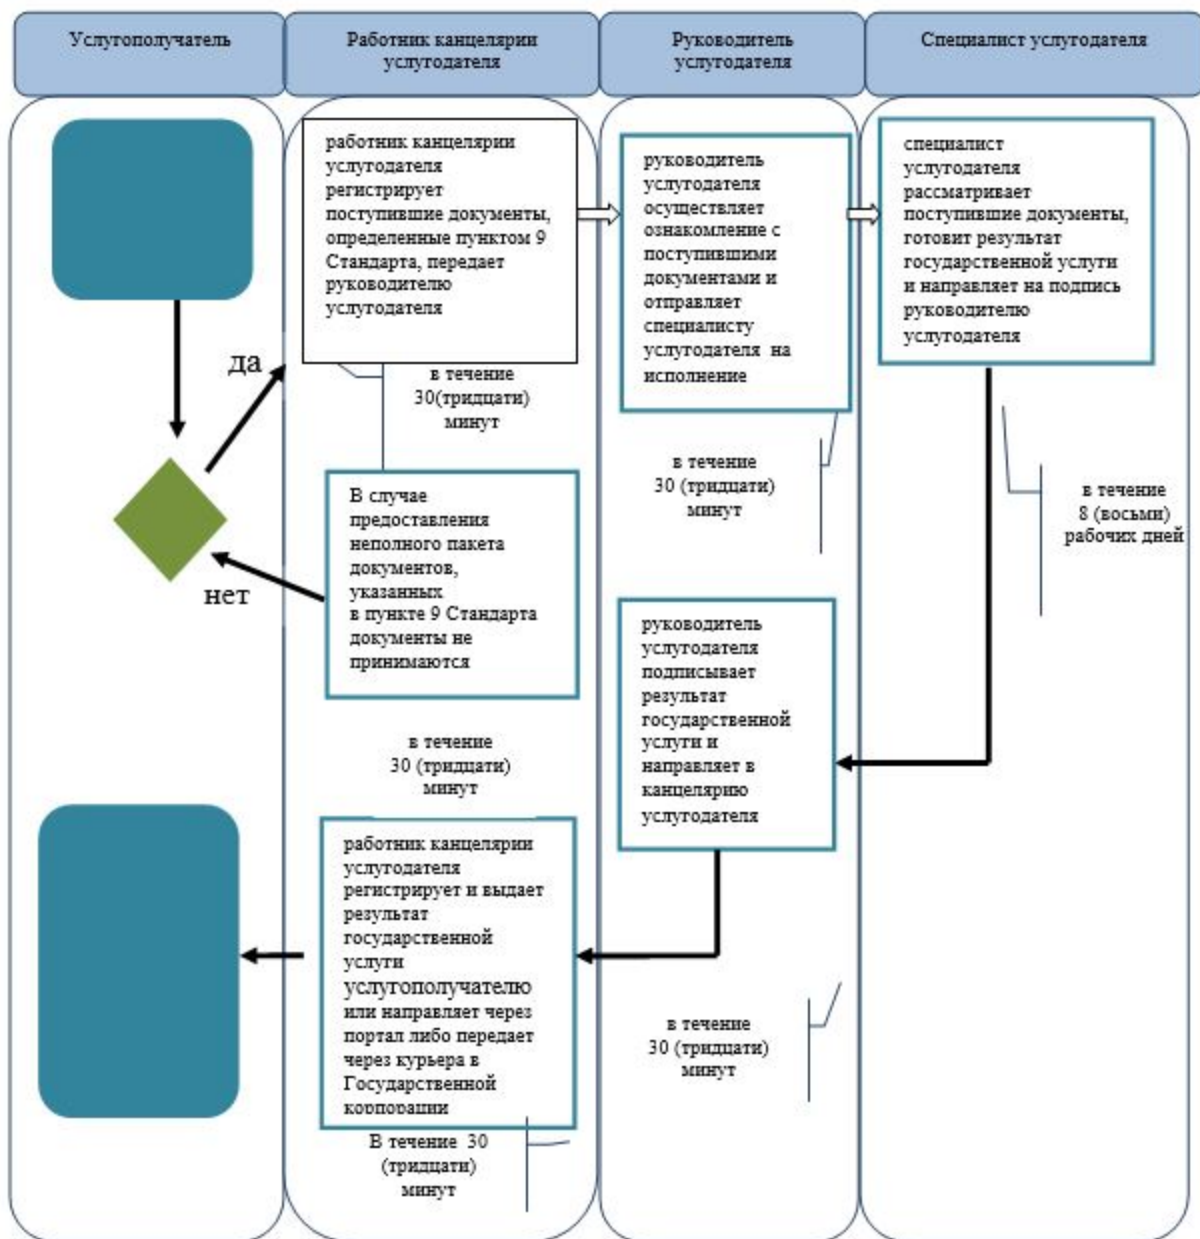 Услугополучатель
Работник канцелярии
услугодателя
Руководитель
услугодателя
Специалист услугодателя
работник канцелярии
услугодателя
регистрирует
поступившие документы,
определенные пунктом 9
Стандарта, передает
руководителю
услугодателя
руководитель
услугодателя
осуществляет
ознакомление с
поступившими
документами и
отправляет
специалисту
услугодателя на
исполнение
специалист
услугодателя
рассматривает
поступившие документы,
готовит результат
государственной услуги
и направляет на подпись
руководителю
услугодателя
да
в течение
30(тридцати)
минут
в течение
30 (тридцати)
минут
в течение
8 (восьми)
рабочих дней
нет
В случае
предоставления
неполного пакета
документов,
указанных
в пункте 9 Стандарта
документы не
принимаются
руководитель
услугодателя
подписывает
результат
государственной
услуги и
направляет в
канцелярию
услугодателя
в течение
30 (тридцати)
минут
работник канцелярии
услугодателя
регистрирует и выдает
результат
государственной
услуги
услугополучателю
или направляет через
портал либо передает
через курьера в
Государственной
корпорации
в течение
30 (тридцати)
минут
В течение 30
(тридцати)
минут